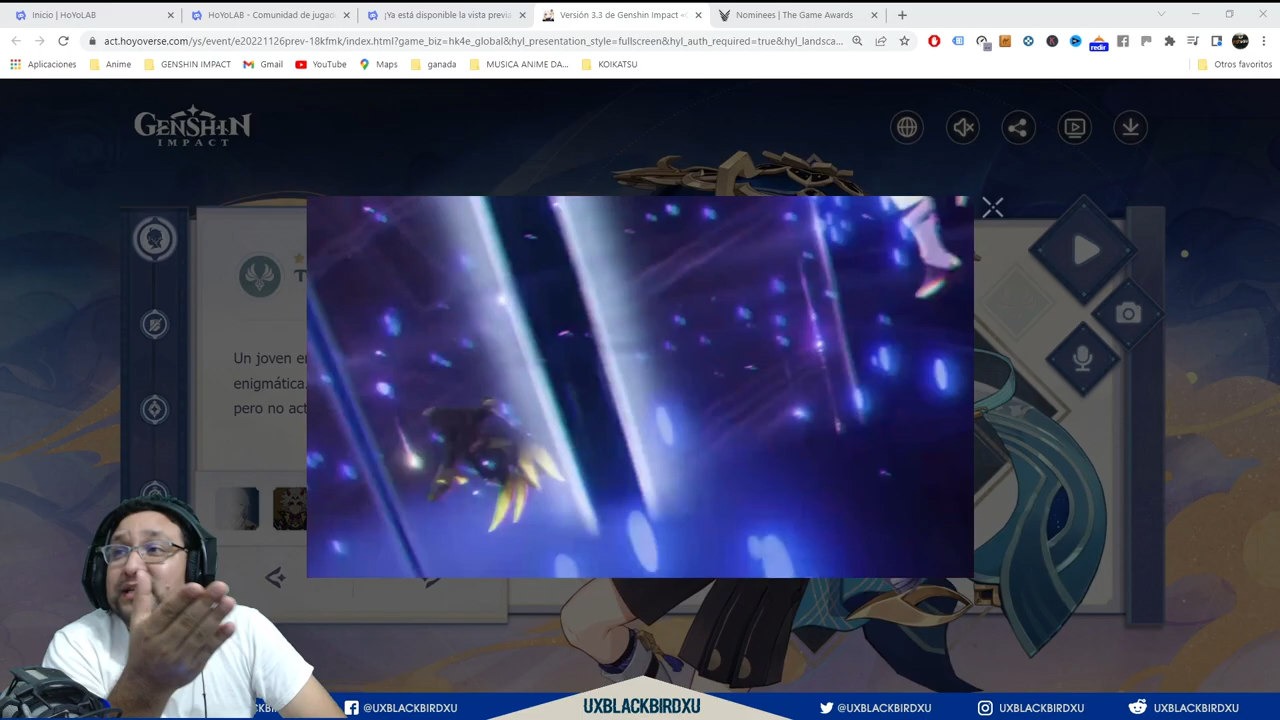 Inicio | HoYoLAB
HoYoLAB - Comunidad de jugad
¡Ya está disponible la vista previa
Versión 3.3 de Genshin Impact «
Nominees | The Game Awards
act.hoyoverse.com/ys/event/e20221126prev-18kfmk/index.html?game_biz=hk4e_global&hyl_presentation_style=fullscreen&hyl_auth_required=true&hyl_landsca...
redir
Aplicaciones
Anime
GENSHIN IMPACT
Gmail
YouTube
Maps
ganada
MUSICA ANIME DA...
KOIKATSU
Otros favoritos
GENSHIN
IMPACT
T
Un joven en
enigmática.
pero no act
@UXBLACKBIRDXU
UXBLACKBIRDXU
@UXBLACKBIRDXU
UXBLACKBIRDXU
UXBLACKBIRDXU